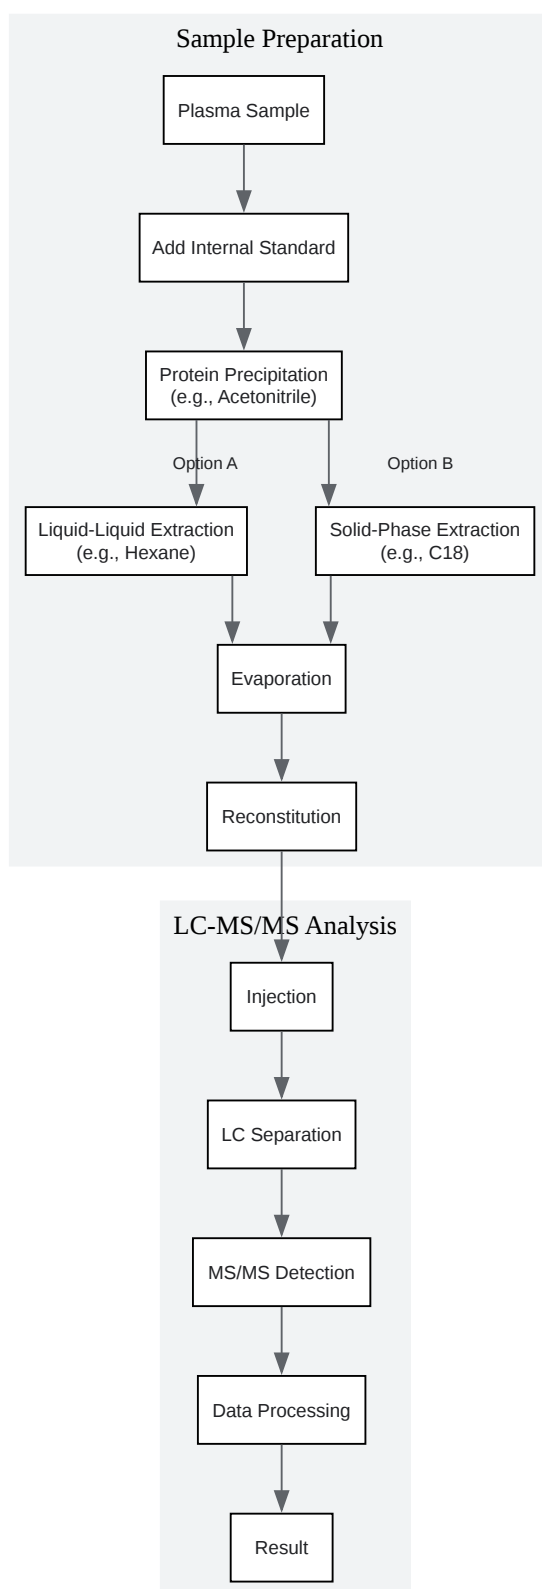 Sample Preparation
Plasma Sample
Add Internal Standard
Protein Precipitation
(e.g., Acetonitrile)
Option A
Option B
Liquid-Liquid Extraction
(e.g., Hexane)
Solid-Phase Extraction
(e.g., C18)
Evaporation
Reconstitution
LC-MS/MS Analysis
Injection
LC Separation
MS/MS Detection
Data Processing
Result